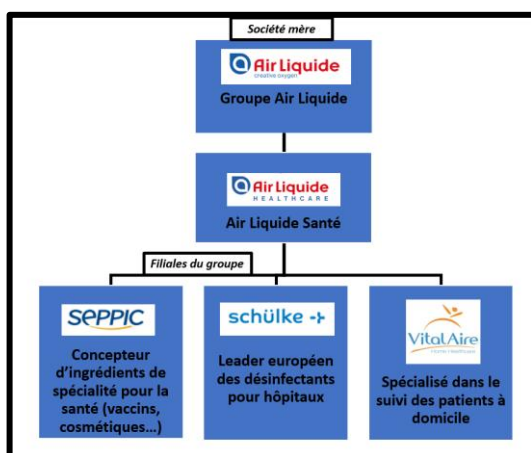 Société mère
Air Liquide
creative oxygen
Groupe Air Liquide
Air Liquide
HEALTHCARE
Air Liquide Santé
Filiales du groupe
SEPPIC
Concepteur
d'ingrédients de
spécialité pour la
santé (vaccins,
cosmétiques...)
schülke
Leader européen
des désinfectants
pour hôpitaux
VitalAire
Home Healthcare
Spécialisé dans le
suivi des patients à
domicile